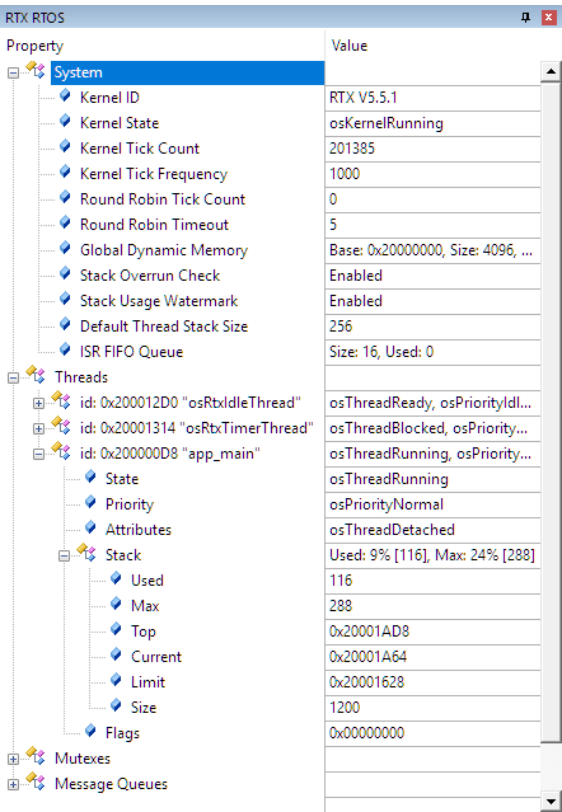 RTX RTOS
Property Value
System
Kernel ID RTX V5.5.1
Kernel State osKernelRunning
Kernel Tick Count 201385
Kernel Tick Frequency 1000
Round Robin Tick Count 0
Round Robin Timeout 5
Global Dynamic Memory Base: 0x20000000, Size: 4096, ...
Stack Overrun Check Enabled
Stack Usage Watermark Enabled
Default Thread Stack Size 256
ISR FIFO Queue Size: 16, Used: 0
Threads
id: 0x200012D0 "osRtxIdleThread" osThreadReady, osPriorityIdl...
id: 0x20001314 "osRtxTimerThread" osThreadBlocked, osPriority...
id: 0x200000D8 "app_main" osThreadRunning, osPriority...
State osThreadRunning
Priority osPriorityNormal
Attributes osThreadDetached
Stack Used: 9% [116], Max: 24% [288]
Used 116
Max 288
Top 0x20001AD8
Current 0x20001A64
Limit 0x20001628
Size 1200
Flags 0x00000000
Mutexes
Message Queues